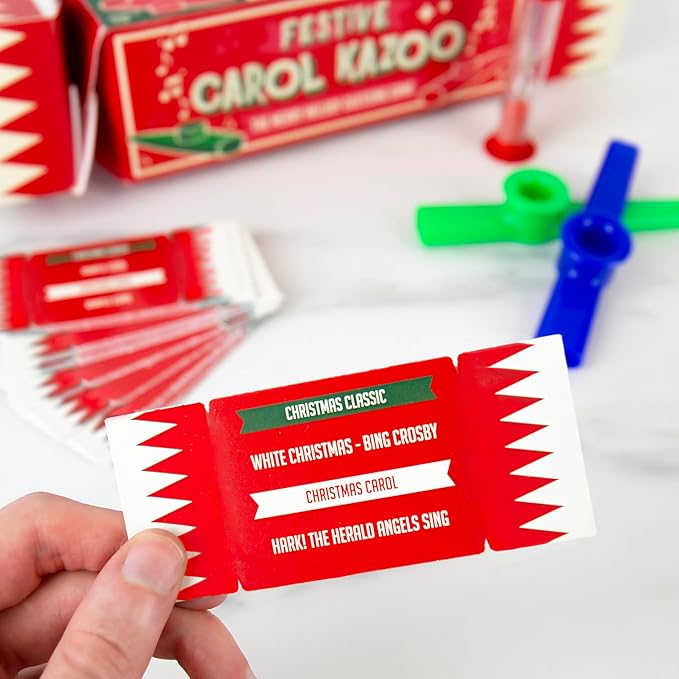 FESTIVE
CAROL KAZOO
CHRISTMAS CLASSIC
WHITE CHRISTMAS - BING CROSBY
CHRISTMAS CAROL
HARK! THE HERALD ANGELS SING